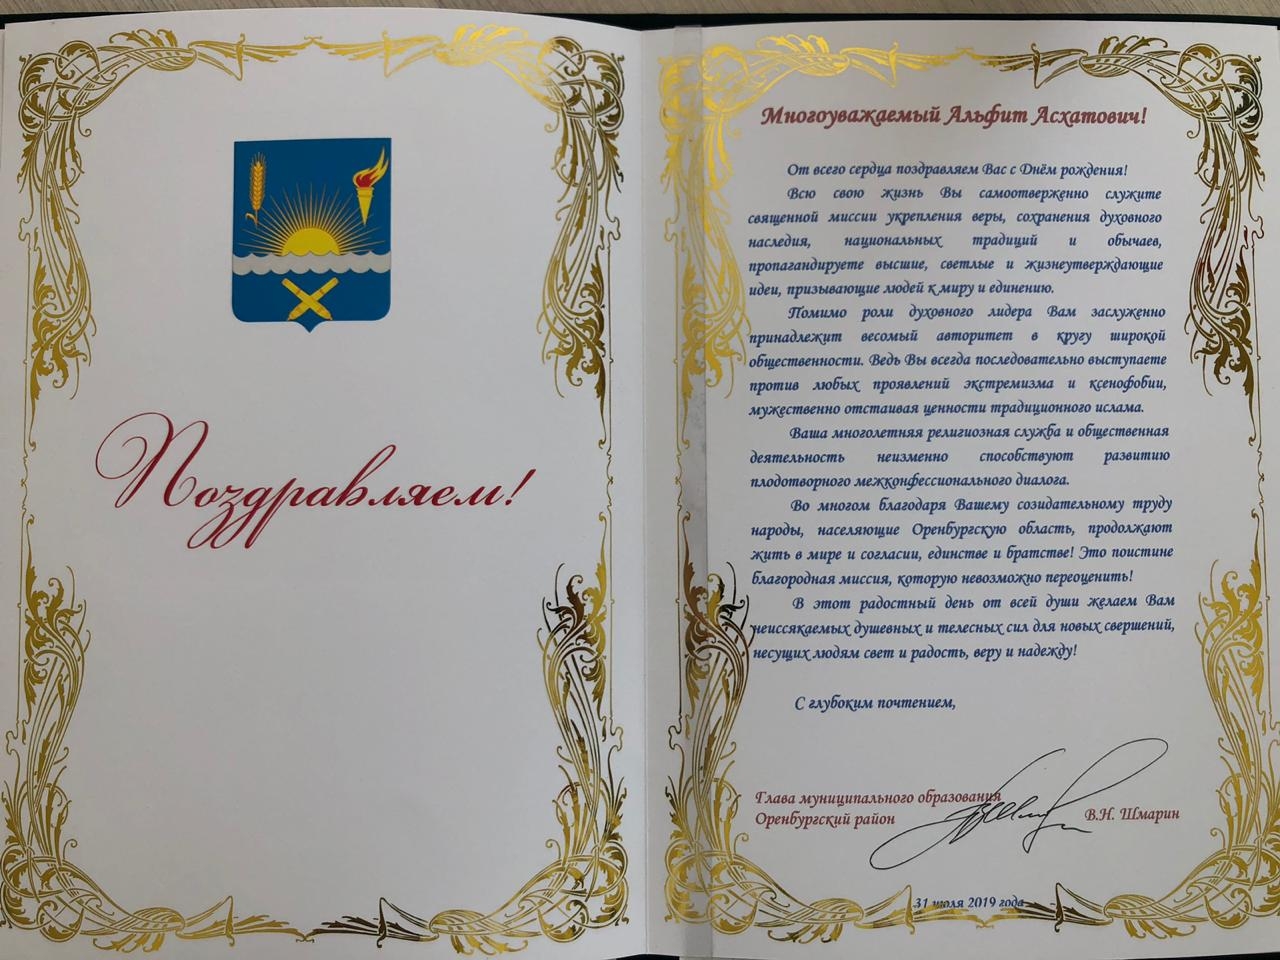 Поздравляем!
Многоуважаемый Альфит Асхатович!
От всего сердца поздравляем Вас с Днём рождения!
Всю свою жизнь Вы самоотверженно служите
священной миссии укрепления веры, сохранения духовного
наследия, национальных традиций и обычаев,
пропагандируете высшие, светлые и жизнеутверждающие
идеи, призывающие людей к миру и единению.
Помимо роли духовного лидера Вам заслуженно
принадлежит весомый авторитет в кругу широкой
общественности. Ведь Вы всегда последовательно выступаете
против любых проявлений экстремизма и ксенофобии,
мужественно отстаивая ценности традиционного ислама.
Ваша многолетняя религиозная служба и общественная
деятельность неизменно способствуют развитию
плодотворного межконфессионального диалога.
Во многом благодаря Вашему созидательному труду
народы, населяющие Оренбургскую область, продолжают
жить в мире и согласии, единстве и братстве! Это поистине
благородная миссия, которую невозможно переоценить!
В этот радостный день от всей души желаем Вам
неиссякаемых душевных и телесных сил для новых свершений,
несущих людям свет и радость, веру и надежду!
С глубоким почтением,
Глава муниципального образования
Оренбургский район
В.Н. Шмарин
31 июля 2019 года